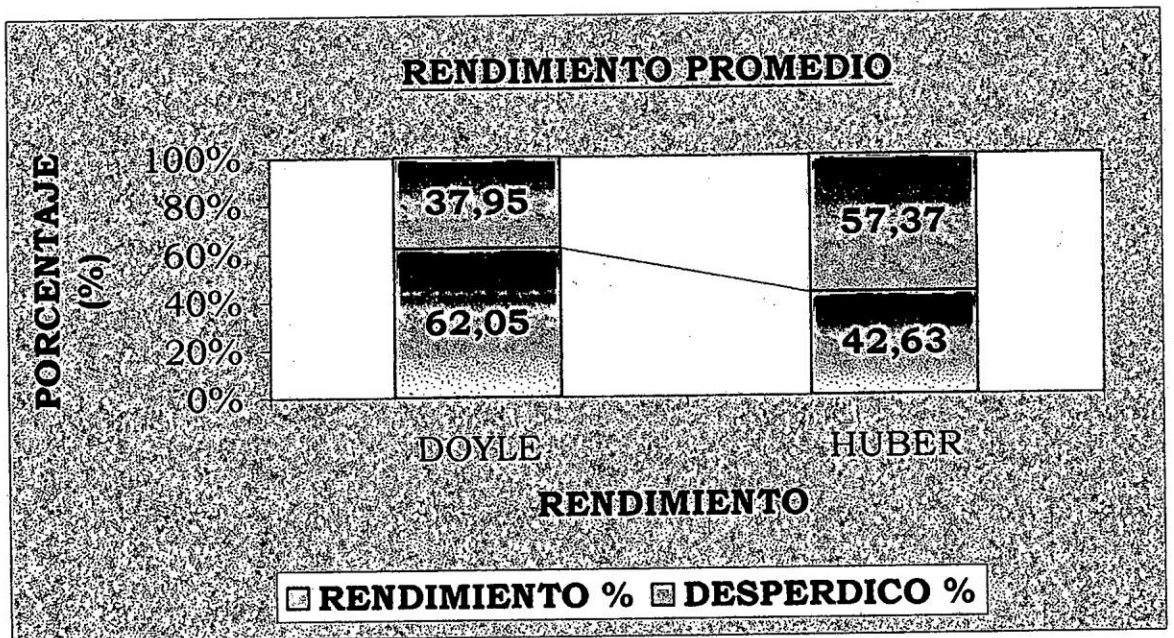 RENDIMIENTO PROMEDIO
PORCENTAJE
(%)
100%
80%
60%
40%
20%
0%
37,95
57,37
62,05
42,63
DOYLE
HUBER
RENDIMIENTO
RENDIMIENTO % DESPERDICO %